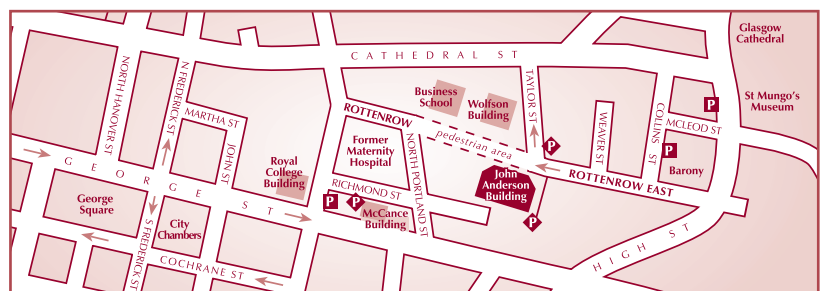 Glasgow
Cathedral
CATHEDRAL ST
NORTH HANOVER ST
N FREDERICK ST
TAYLOR ST
Business
School
Wolfson
Building
St Mungo's
Museum
P
MARTHA ST
ROTTENROW
WEAVER ST
COLLINS ST
MCLEOD ST
JOHN ST
Former
Maternity
Hospital
NORTH PORTLAND ST
pedestrian area
P
P
GEORGE ST
Royal
College
Building
RICHMOND ST
John
Anderson
Building
ROTTENROW EAST
Barony
George
Square
P
P
McCance
Building
P
City
Chambers
S FREDERICK ST
HIGH ST
COCHRANE ST